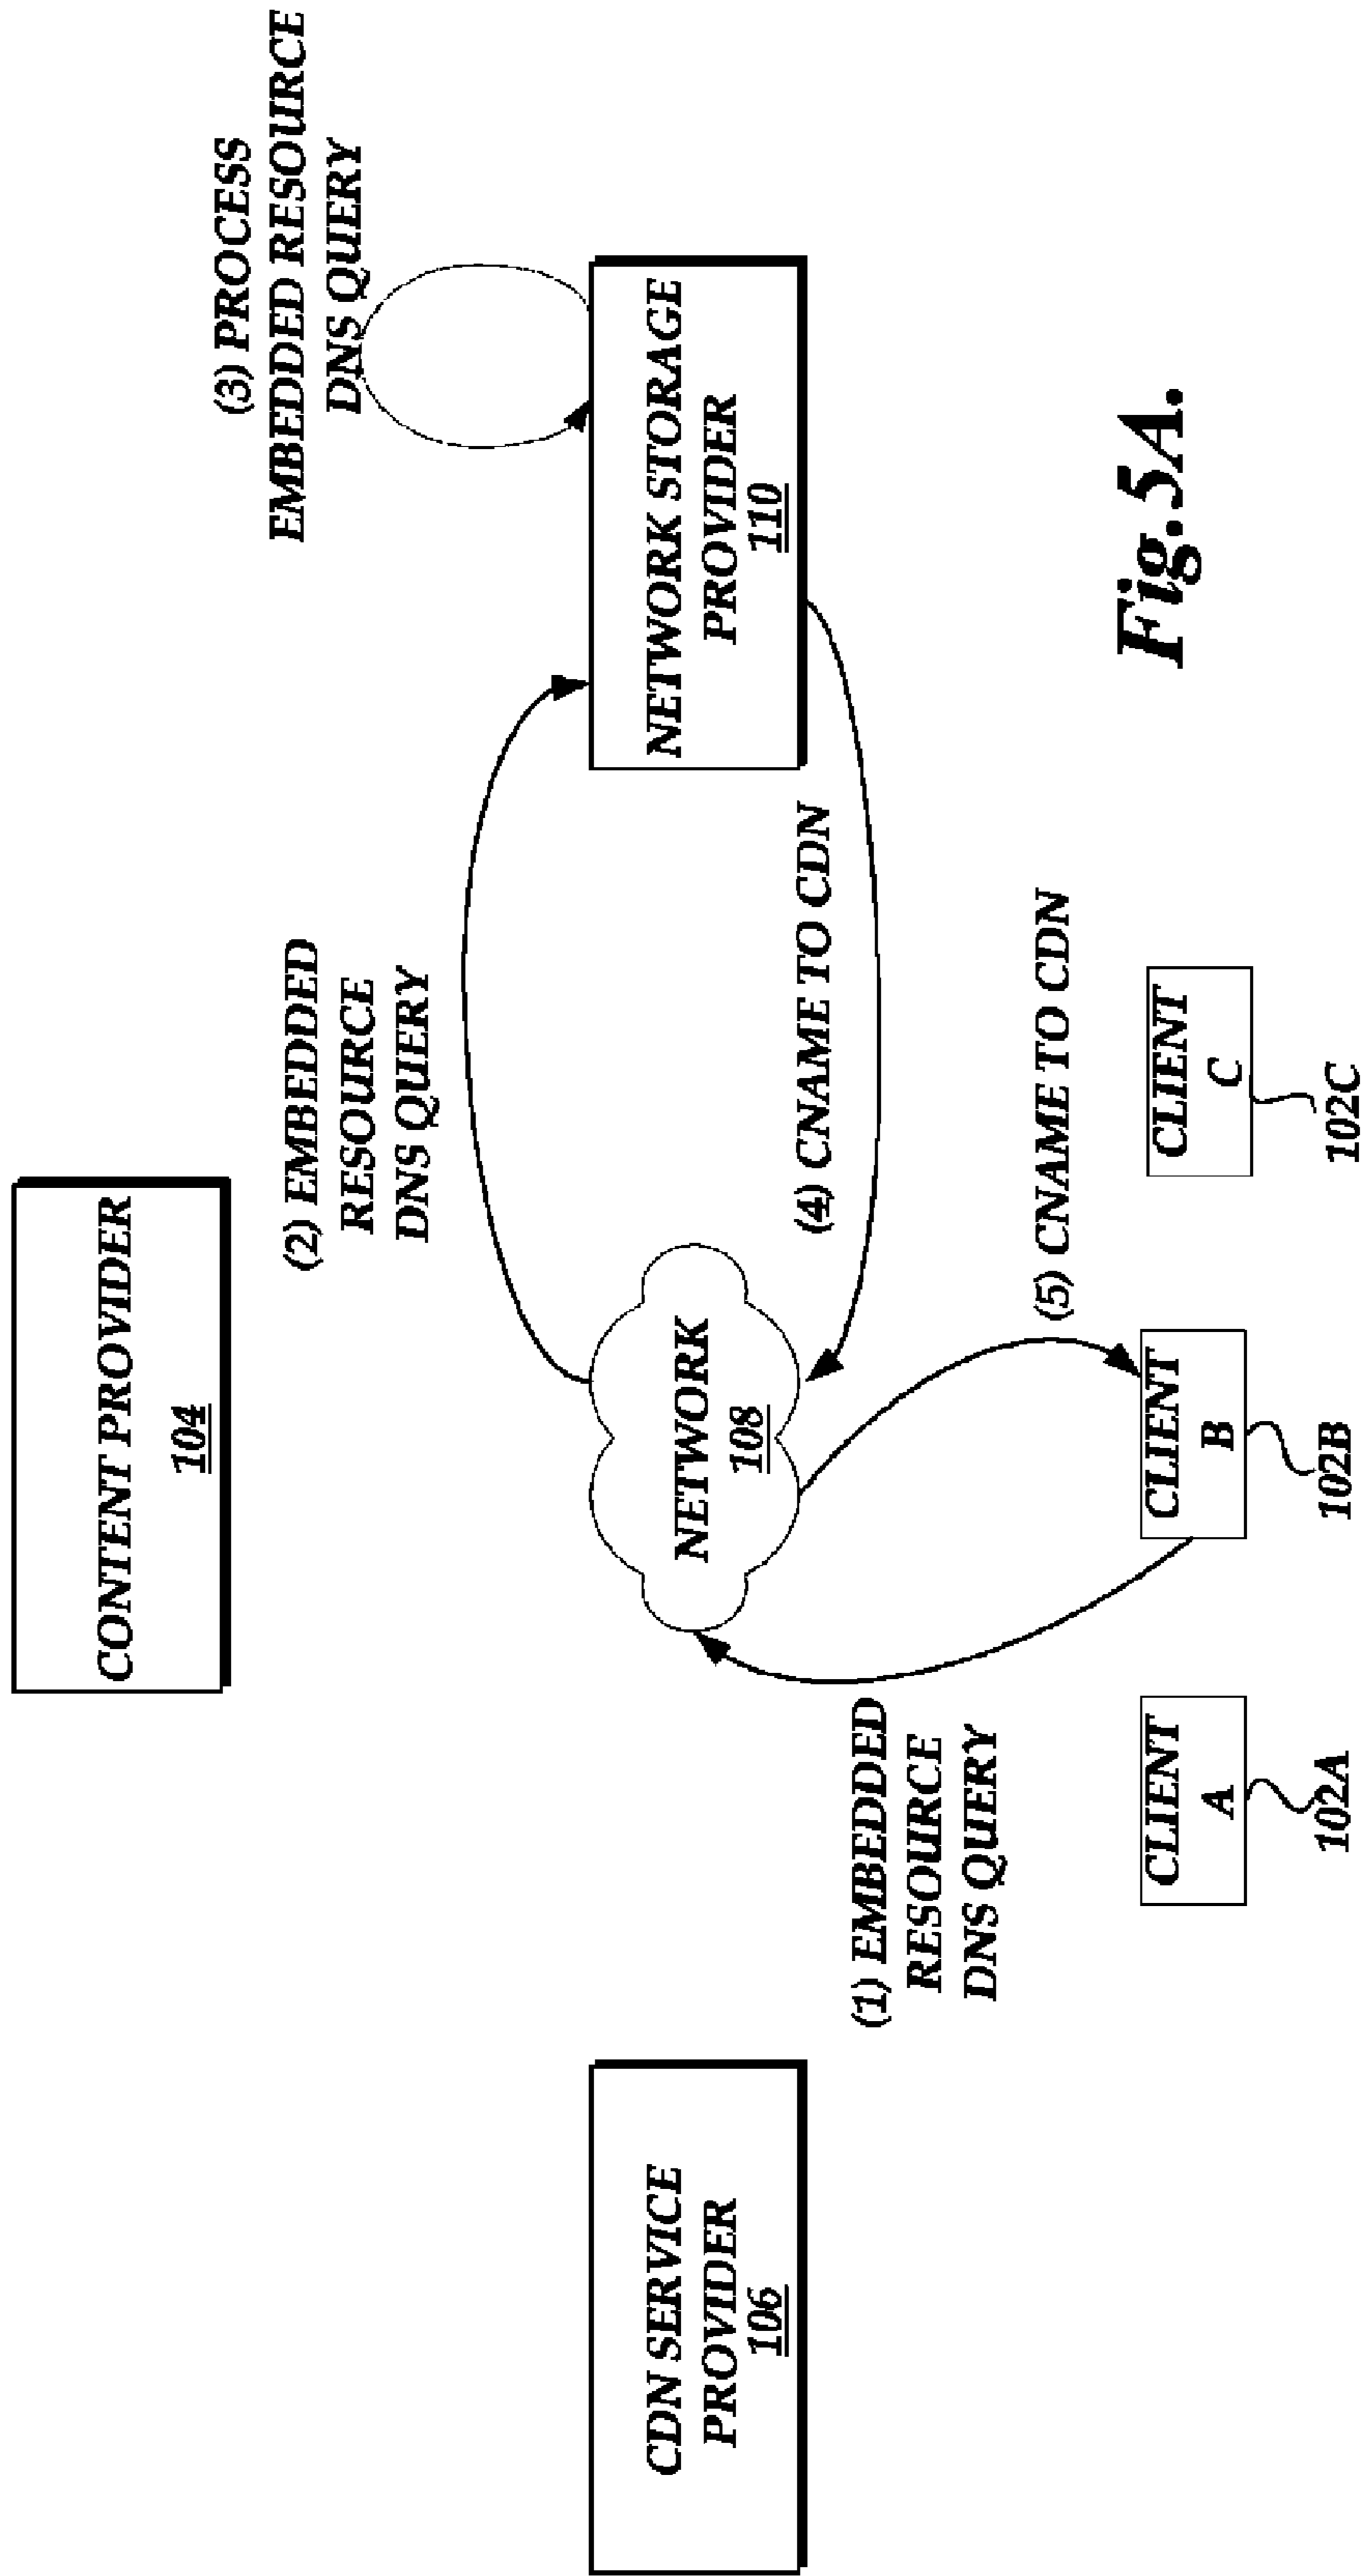 CONTENT PROVIDER
104
(3) PROCESS
EMBEDDED RESOURCE
DNS QUERY
(2) EMBEDDED
RESOURCE
DNS QUERY
CDN SERVICE
PROVIDER
106
NETWORK
108
NETWORK STORAGE
PROVIDER
110
(4) CNAME TO CDN
(1) EMBEDDED
RESOURCE
DNS QUERY
(5) CNAME TO CDN
CLIENT
A
102A
CLIENT
B
102B
CLIENT
C
102C
Fig.5A.